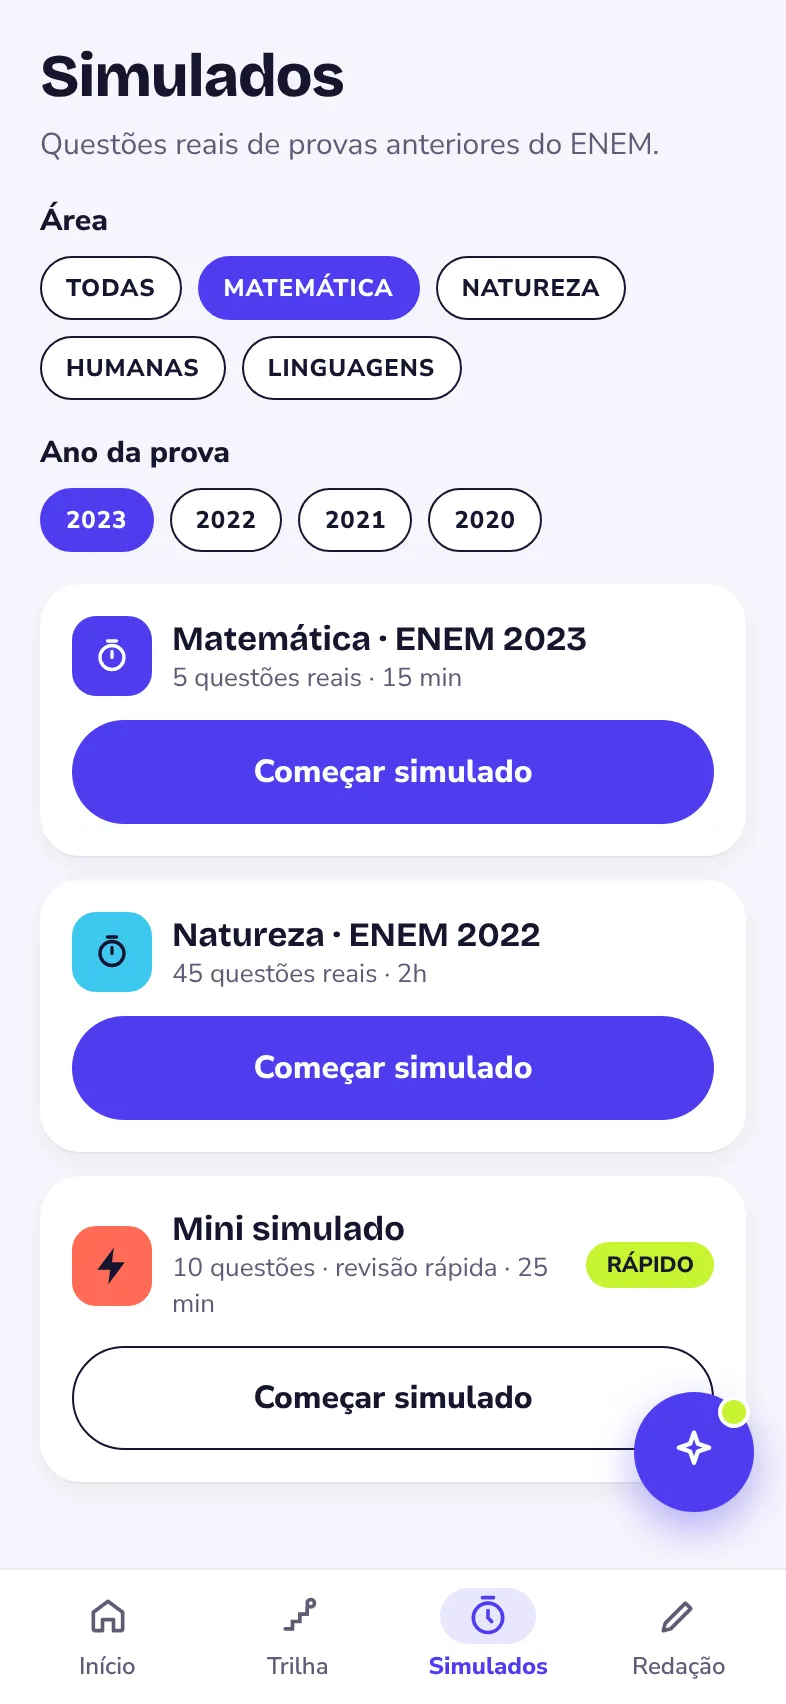 Simulados
Questões reais de provas anteriores do ENEM.
Área
TODAS
MATEMÁTICA
NATUREZA
HUMANAS
LINGUAGENS
Ano da prova
2023
2022
2021
2020
Matemática · ENEM 2023
5 questões reais · 15 min
Começar simulado
Natureza · ENEM 2022
45 questões reais · 2h
Começar simulado
Mini simulado
10 questões · revisão rápida · 25
min
RÁPIDO
Começar simulado
Início
Trilha
Simulados
Redação